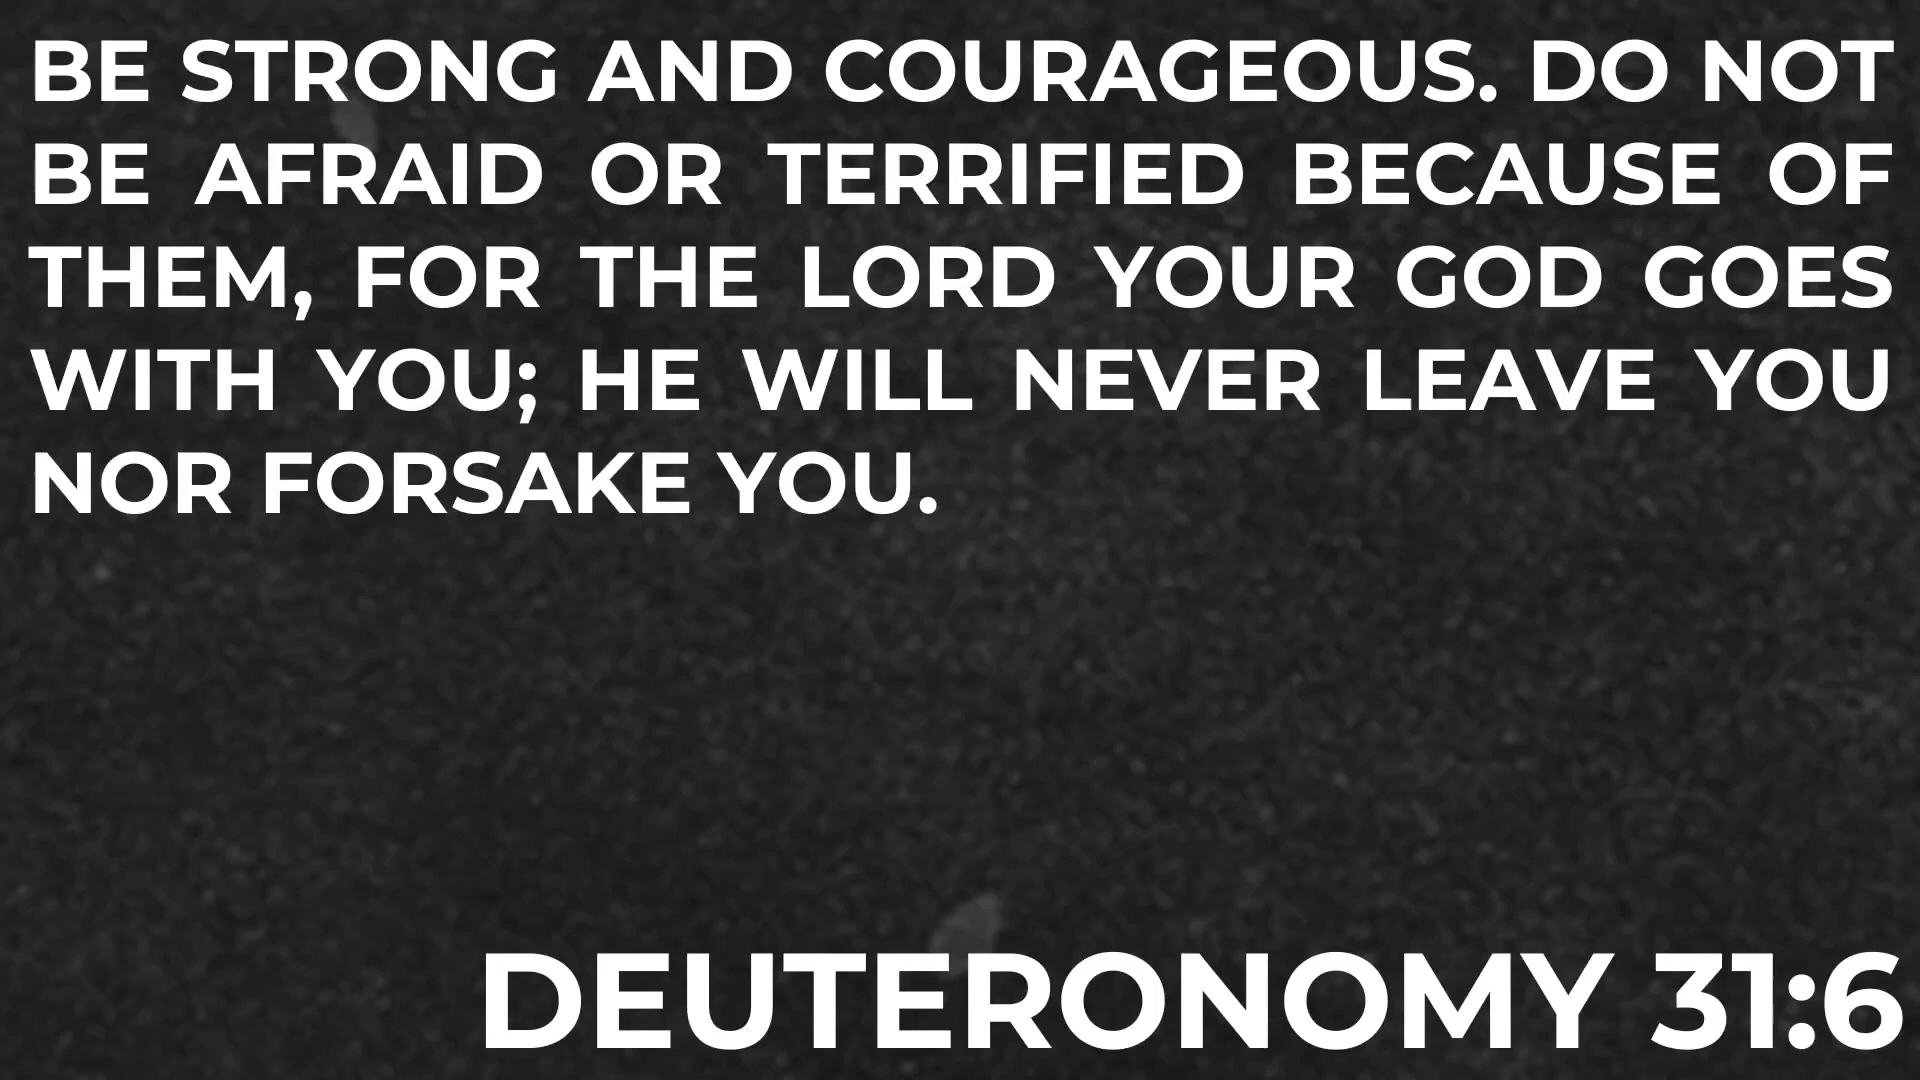 BE STRONG AND COURAGEOUS. DO NOT
BE AFRAID OR TERRIFIED BECAUSE OF
THEM, FOR THE LORD YOUR GOD GOES
WITH YOU; HE WILL NEVER LEAVE YOU
NOR FORSAKE YOU.
DEUTERONOMY 31:6